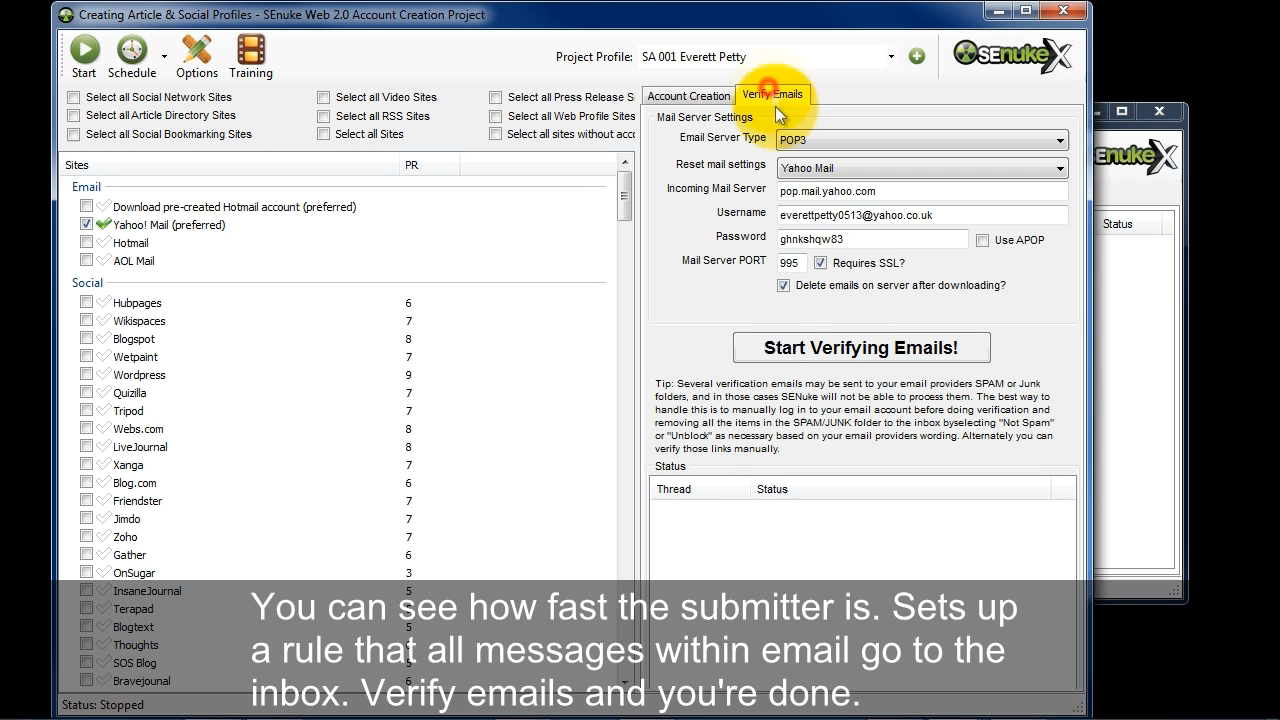 Creating Article & Social Profiles - SEnuke Web 2.0 Account Creation Project
Start
Schedule
Options
Training
Project Profile: SA 001 Everett Petty
SEnukeX
Select all Social Network Sites
Select all Video Sites
Select all Press Release S
Select all Article Directory Sites
Select all RSS S
Select all Web Profile Sites
Select all Social Bookmarking Sites
Select all Sites
Select all sites without acc
Sites PR
Email
Download pre-created Hotmail account (preferred)
Yahoo! Mail (preferred)
Hotmail
AOL Mail
Social
Hubpages 6
Wikispaces 7
Blogspot 8
Wetpaint 7
Wordpress 9
Quizilla 7
Tripod 7
Webs.com 8
LiveJournal 8
Xanga 7
Blog.com 6
Friendster 7
Jimdo 7
Zoho 7
Gather 6
OnSugar 3
InsaneJournal 5
Terapad 5
Blogtext 5
Thoughts 6
SOS Blog 5
Bravejounal 6
Status: Stopped
Account Creation
Verify Emails
Mail Server Settings
Email Server Type POP3
Reset mail settings Yahoo Mail
Incoming Mail Server pop.mail.yahoo.com
Username everettpetty0513@yahoo.co.uk
Password ghnkshqw83 Use APOP
Mail Server PORT 995 Requires SSL?
Delete emails on server after downloading?
Start Verifying Emails!
Tip: Several verification emails may be sent to your email providers SPAM or Junk
folders, and in those cases SENuke will not be able to process them. The best way to
handle this is to manually log in to your email account before doing verification and
removing all the items in the SPAM/JUNK folder to the inbox byselecting "Not Spam"
or "Unblock" as necessary based on your email providers wording. Alternately you can
verify those links manually.
Status
Thread Status
enukeX
Status
You can see how fast the submitter is. Sets up
a rule that all messages within email go to the
inbox. Verify emails and you're done.